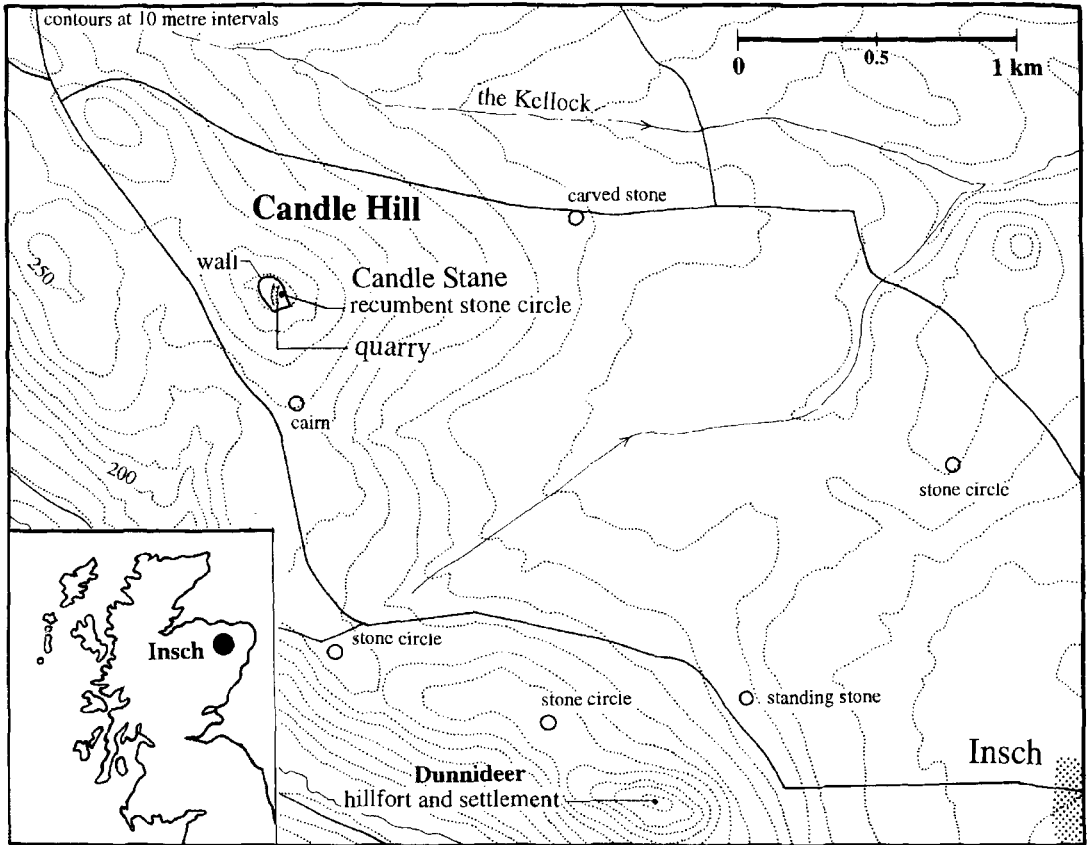 contours at 10 metre intervals
0
0.5
1 km
the Kellock
carved stone
Candle Hill
wall
Candle Stane
recumbent stone circle
250
quarry
cairn
200
stone circle
Insch
stone circle
stone circle
standing stone
Dunnideer
hillfort and settlement
Insch